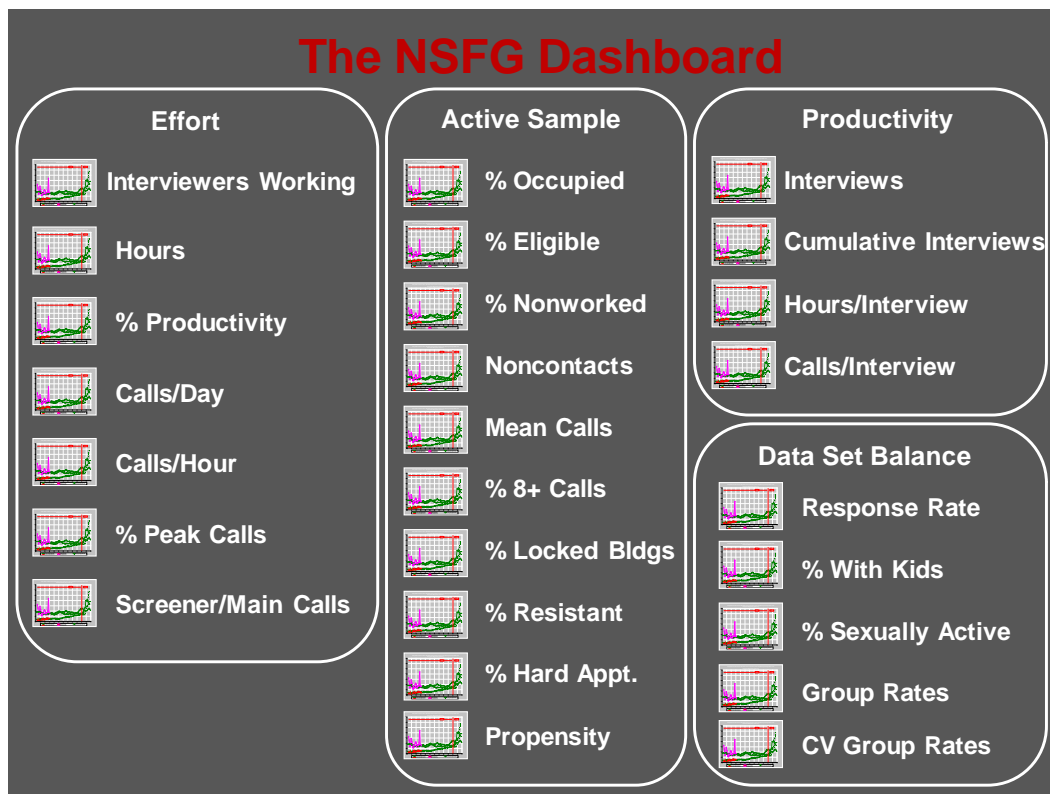 The NSFG Dashboard
Effort
Interviewers Working
Hours
% Productivity
Calls/Day
Calls/Hour
% Peak Calls
Screener/Main Calls
Active Sample
% Occupied
% Eligible
% Nonworked
Noncontacts
Mean Calls
% 8+ Calls
% Locked Bldgs
% Resistant
% Hard Appt.
Propensity
Productivity
Interviews
Cumulative Interviews
Hours/Interview
Calls/Interview
Data Set Balance
Response Rate
% With Kids
% Sexually Active
Group Rates
CV Group Rates